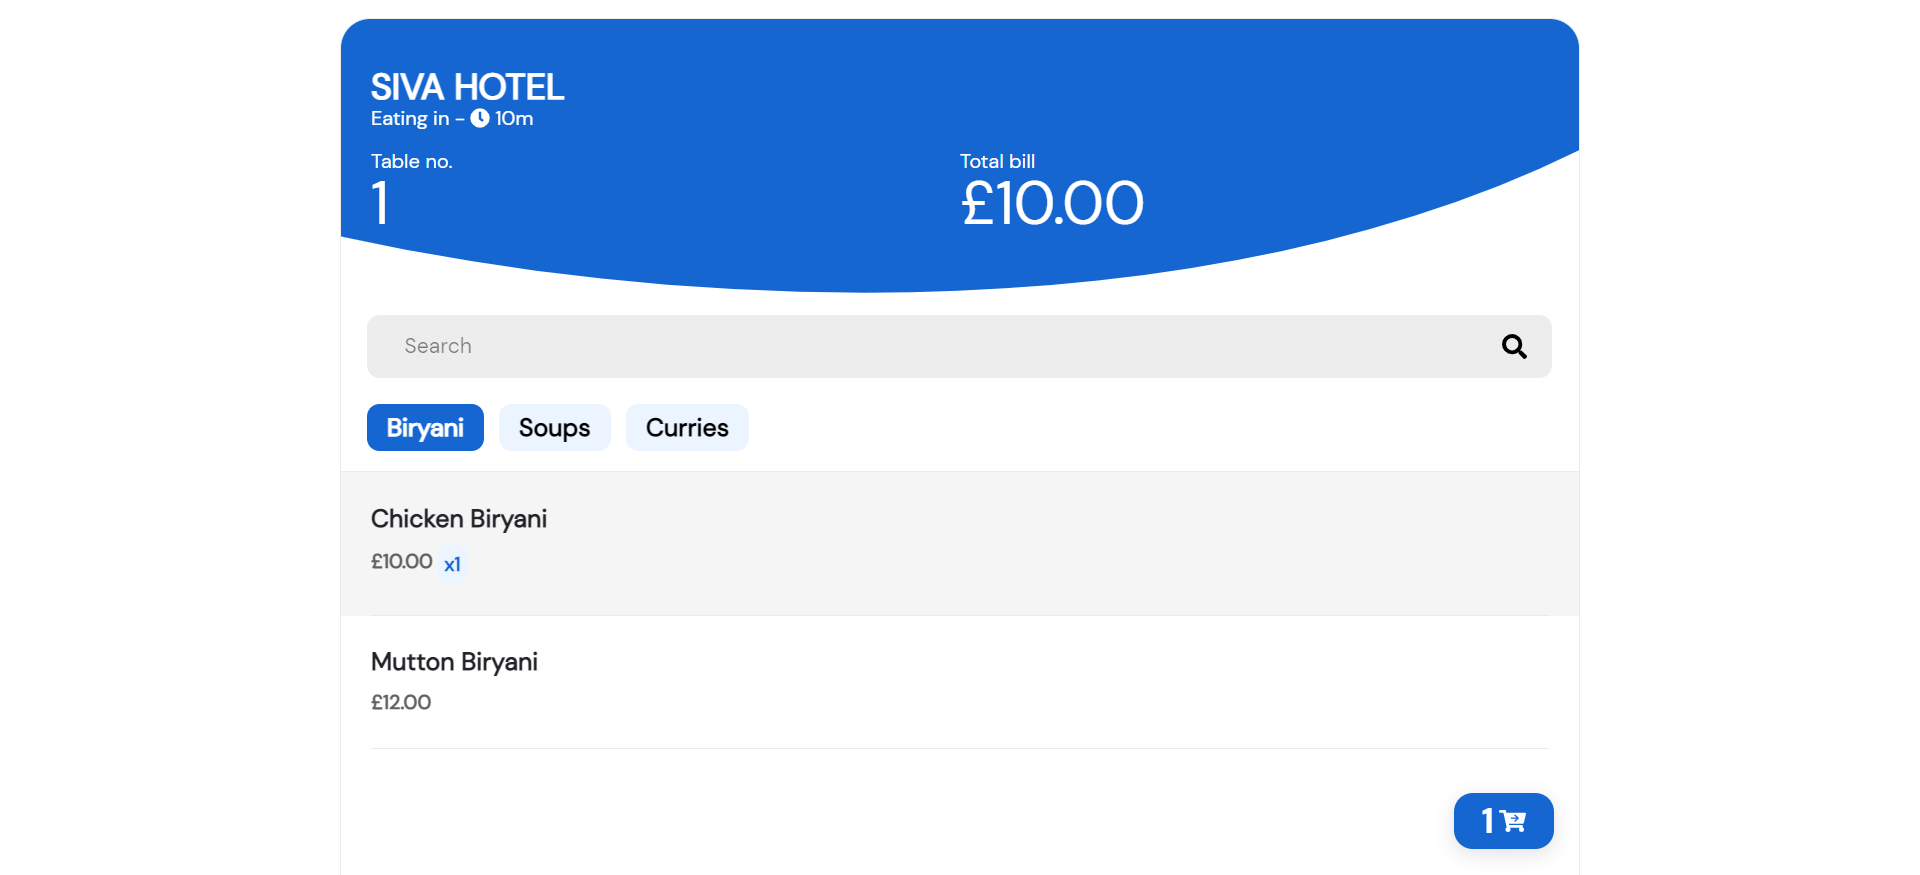 SIVA HOTEL
Eating in - 10m
Table no.
1
Total bill
£10.00
Search
Biryani
Soups
Curries
Chicken Biryani
£10.00 x1
Mutton Biryani
£12.00
1